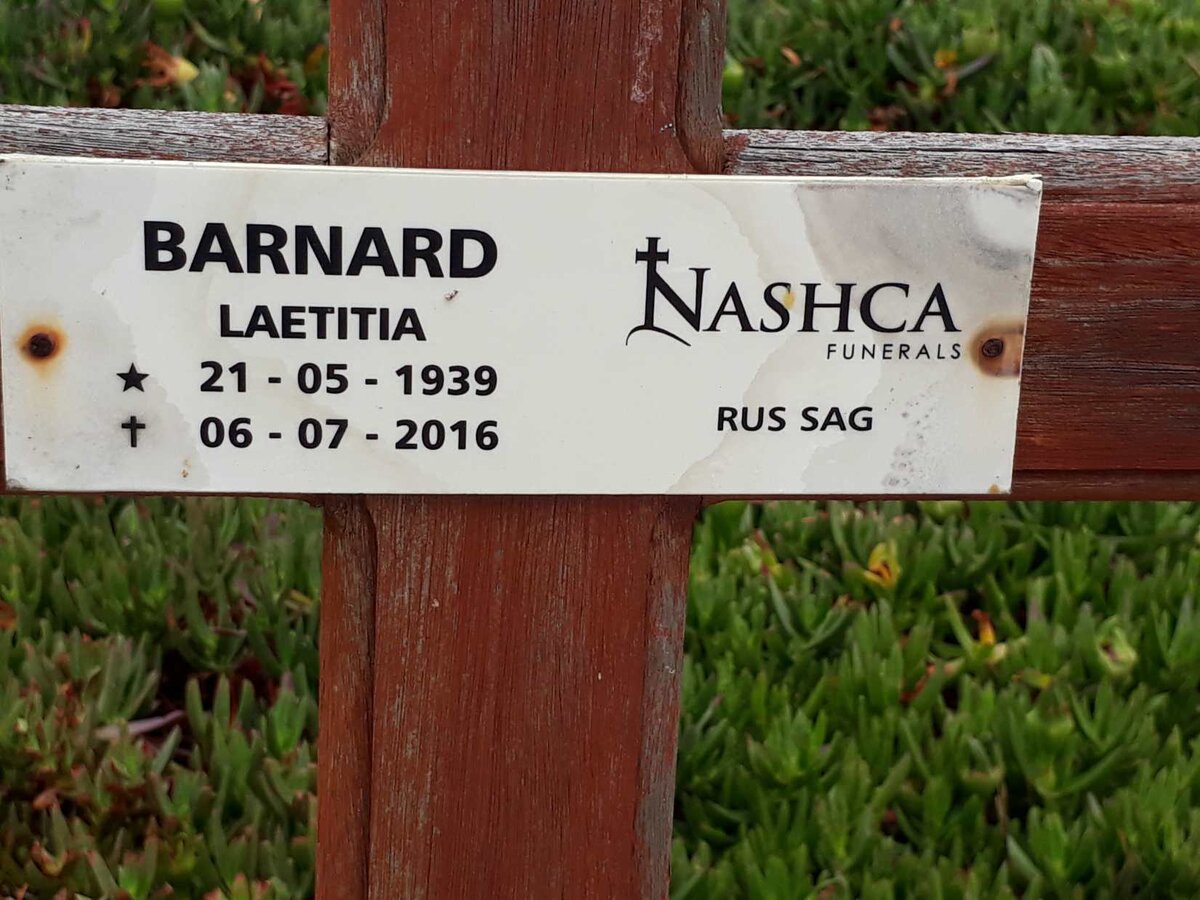 BARNARD
LAETITIA
★ 21 - 05 - 1939
✝ 06 - 07 - 2016
NASHCA
FUNERALS
RUS SAG